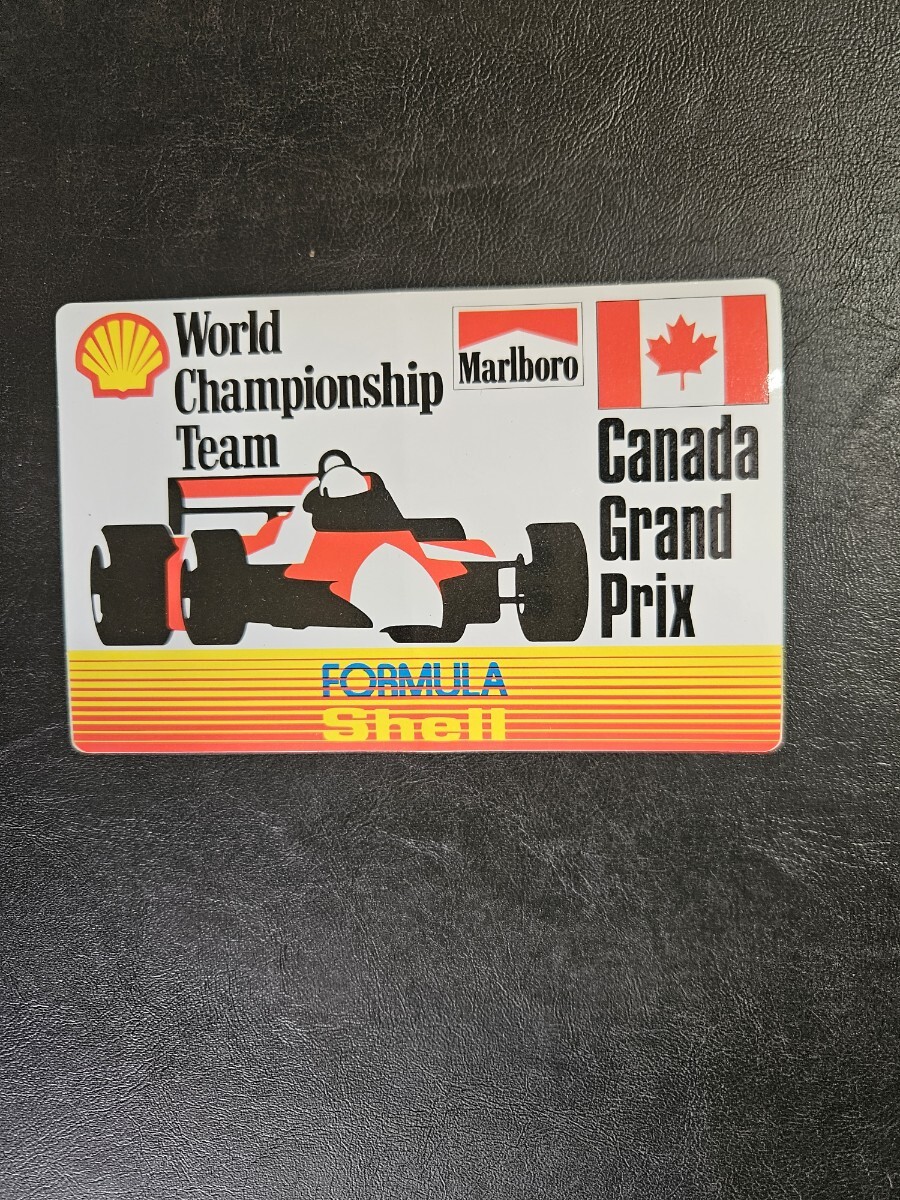 World
Championship
Team
Marlboro
Canada
Grand
Prix
FORMULA
Shell